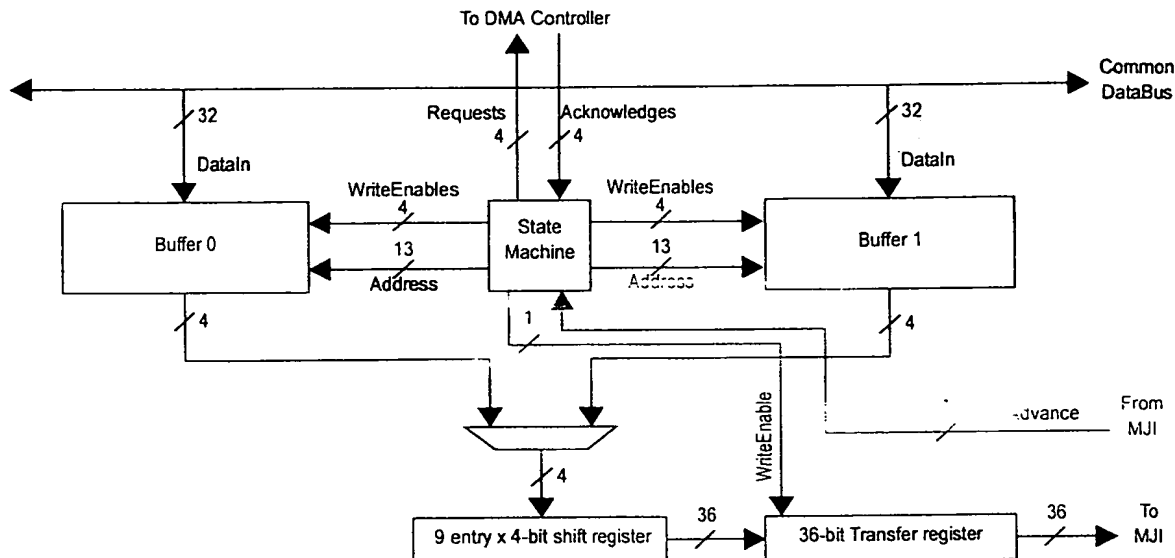 To DMA Controller
Common
DataBus
32
Requests
Acknowledges
32
4
4
DataIn
DataIn
WriteEnables
WriteEnables
4
4
State
Machine
Buffer 0
Buffer 1
13
13
Address
Address
1
4
4
From
MJI
WriteEnable
4
36
36
To
MJI
9 entry x 4-bit shift register
36-bit Transfer register